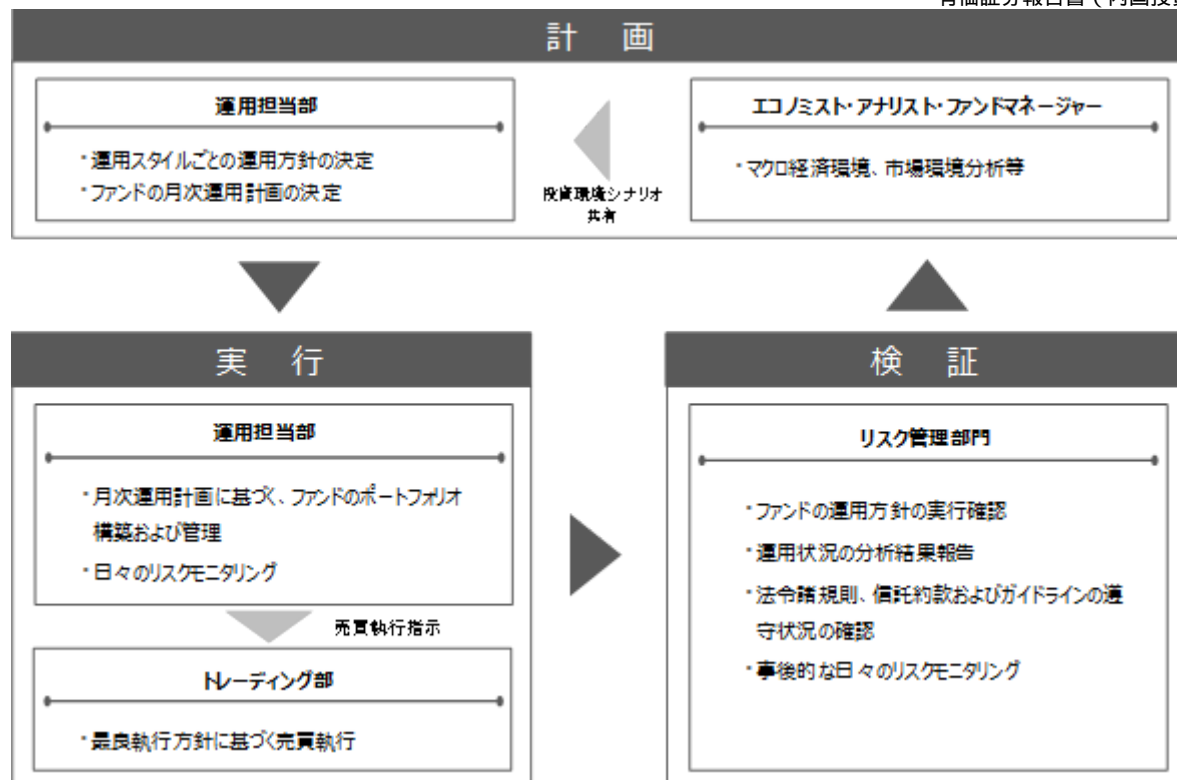 計 画
運用担当部
・運用スタイルごとの運用方針の決定
・ファンドの月次運用計画の決定
投資環境シナリオ
共有
エコノミスト・アナリスト・ファンドマネージャー
・マクロ経済環境、市場環境分析等
実 行
運用担当部
・月次運用計画に基づく、ファンドのポートフォリオ
構築および管理
・日々のリスクモニタリング
売買執行指示
トレーディング部
・最良執行方針に基づく売買執行
検 証
リスク管理部門
・ファンドの運用方針の実行確認
・運用状況の分析結果報告
・法令諸規則、信託約款およびガイドラインの遵
守状況の確認
・事後的な日々のリスクモニタリング